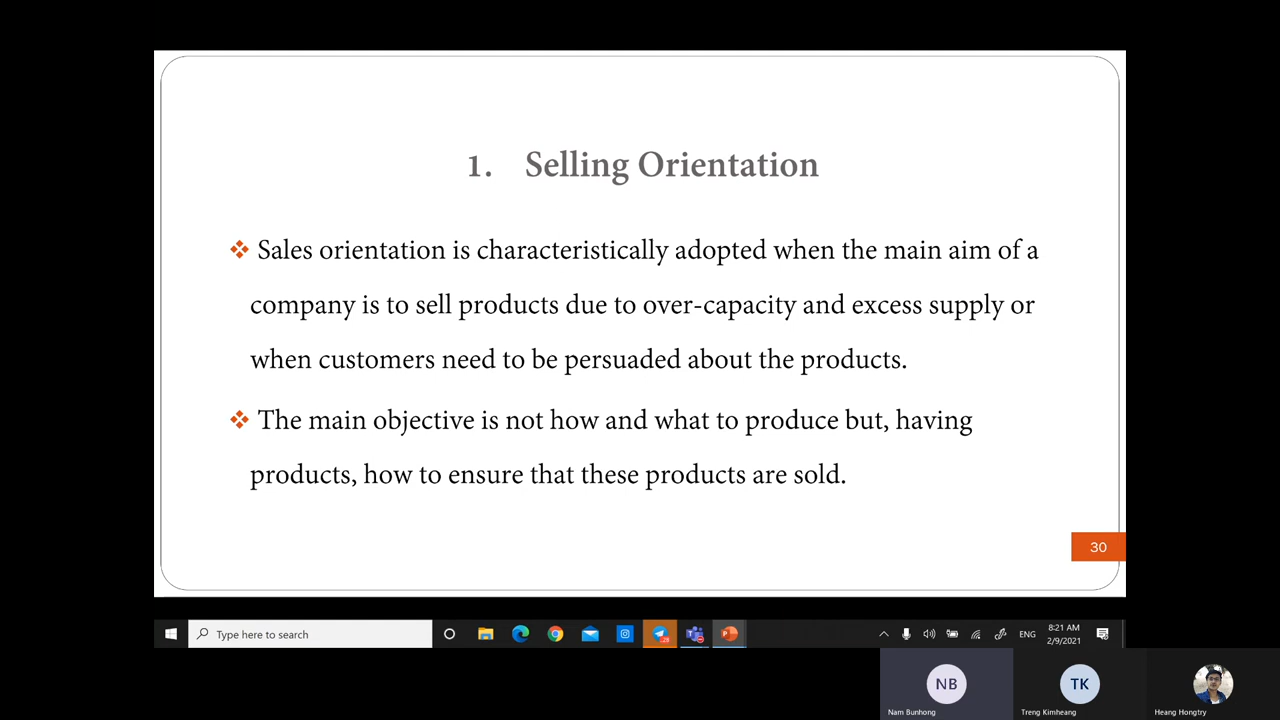 1. Selling Orientation
Sales orientation is characteristically adopted when the main aim of a
company is to sell products due to over-capacity and excess supply or
when customers need to be persuaded about the products.
The main objective is not how and what to produce but, having
products, how to ensure that these products are sold.
30
Type here to search
ENG
8:21 AM
2/9/2021
NB
TK
Nam Bunhong
Treng Kimheang
Heang Hongtry